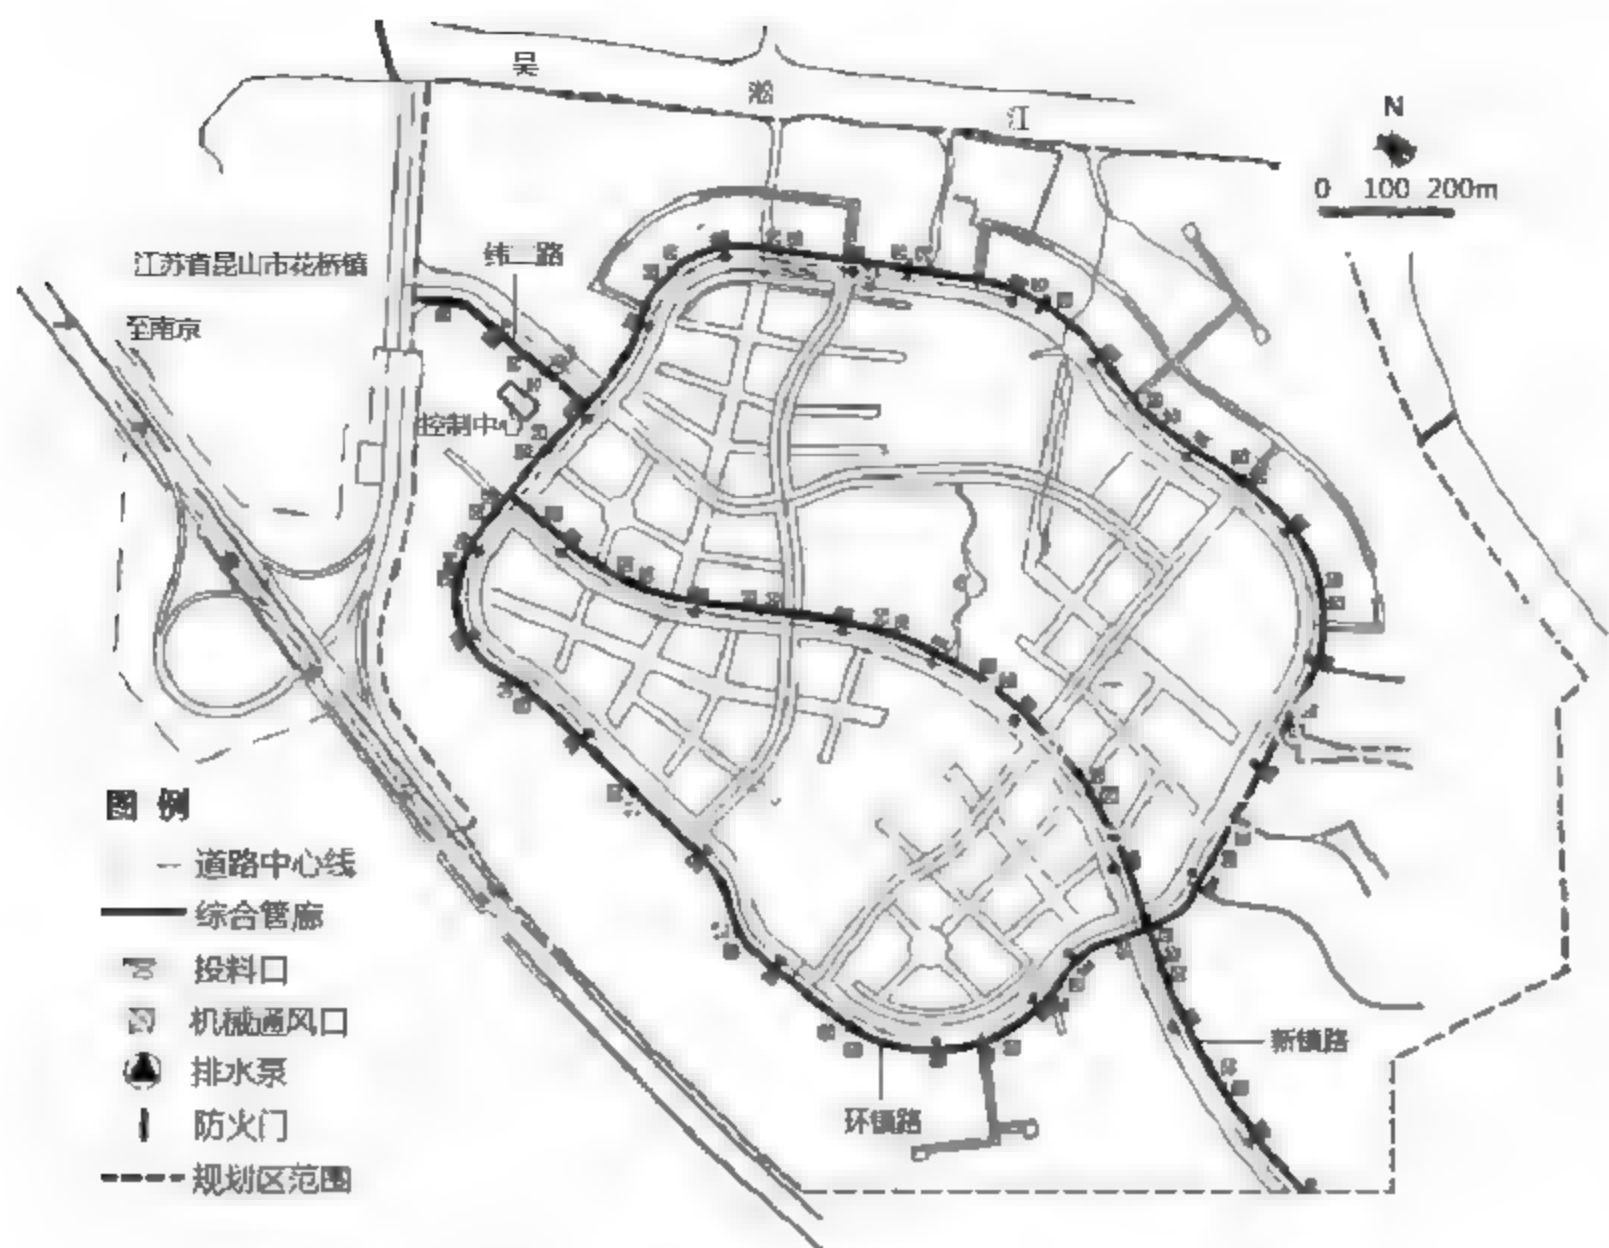 吴
淞
江
N
0 100 200m
江苏省昆山市花桥镇
纬二路
至南京
控制中心
图 例
道路中心线
综合管廊
投料口
机械通风口
排水泵
防火门
规划区范围
新镇路
环镇路